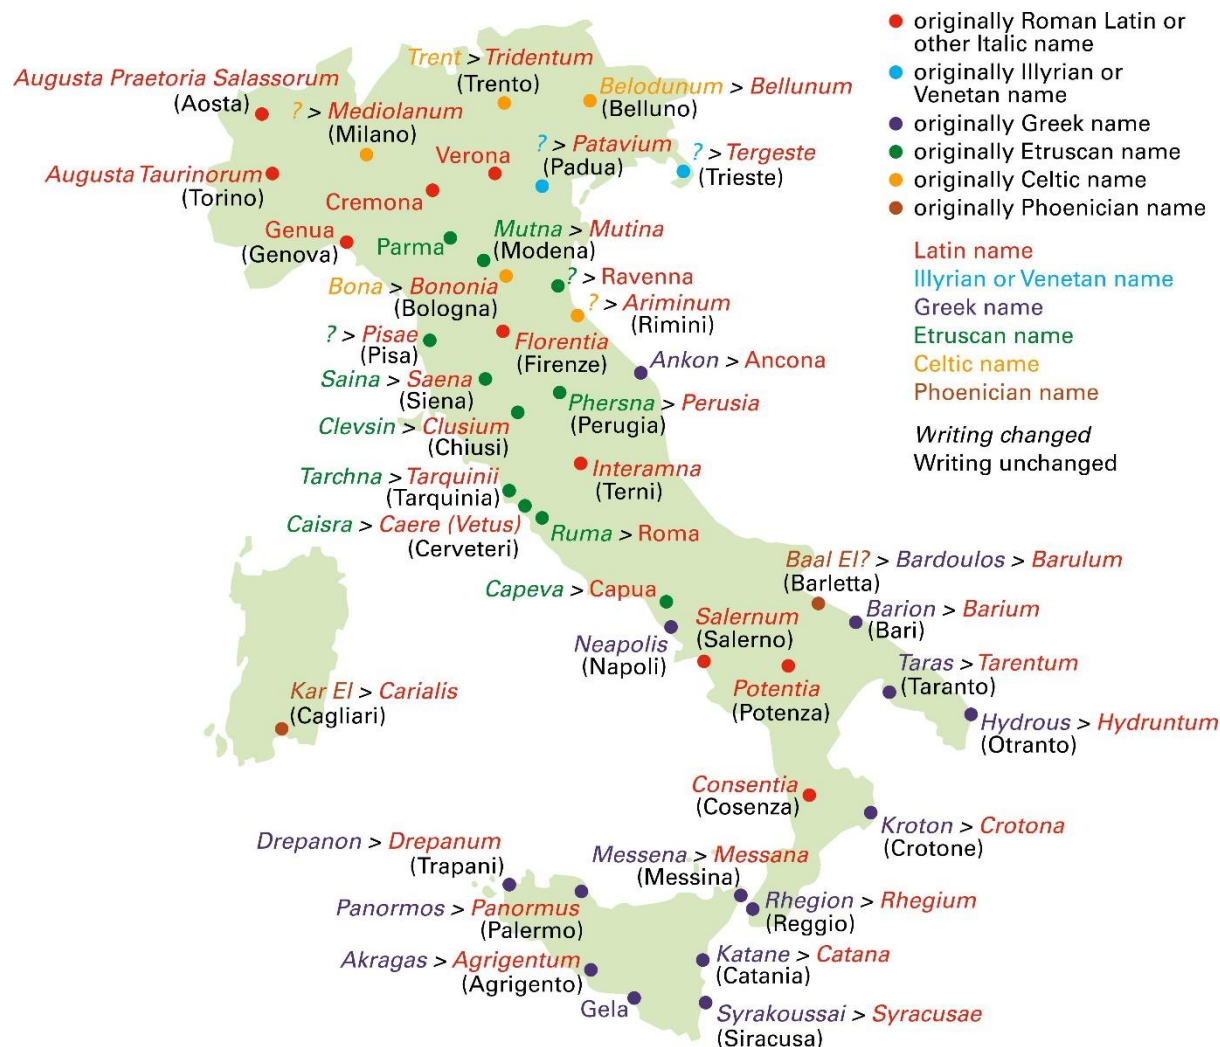 originally Roman Latin or
other Italic name
originally Illyrian or
Venetan name
originally Greek name
originally Etruscan name
originally Celtic name
originally Phoenician name
Latin name
Illyrian or Venetan name
Greek name
Etruscan name
Celtic name
Phoenician name
Writing changed
Writing unchanged
Trent > Tridentum
(Trento)
Augusta Praetoria Salassorum
(Aosta)
Belodunum > Bellunum
(Belluno)
? > Mediolanum
(Milano)
? > Patavium
(Padua)
? > Tergeste
(Trieste)
Verona
Augusta Taurinorum
(Torino)
Cremona
Genua
(Genova)
Parma
Mutna > Mutina
(Modena)
? > Ravenna
Bona > Bononia
(Bologna)
? > Ariminum
(Rimini)
? > Pisae
(Pisa)
Florentia
(Firenze)
Ankon > Ancona
Saina > Saena
(Siena)
Phersna > Perusia
(Perugia)
Clevsin > Clusium
(Chiusi)
Interamna
(Terni)
Tarchna > Tarquinii
(Tarquinia)
Caisra > Caere (Vetus)
(Cerveteri)
Ruma > Roma
Baal El? > Bardoulos > Barulum
(Barletta)
Capeva > Capua
Salernum
(Salerno)
Barion > Barium
(Bari)
Neapolis
(Napoli)
Taras > Tarentum
(Taranto)
Potentia
(Potenza)
Kar El > Carialis
(Cagliari)
Hydrous > Hydruntum
(Otranto)
Consentia
(Cosenza)
Kroton > Crotona
(Crotone)
Drepanon > Drepanum
(Trapani)
Messena > Messana
(Messina)
Rhegion > Rhegium
(Reggio)
Panormos > Panormus
(Palermo)
Akragas > Agrigentum
(Agrigento)
Katane > Catana
(Catania)
Gela
Syrakoussai > Syracusae
(Siracusa)